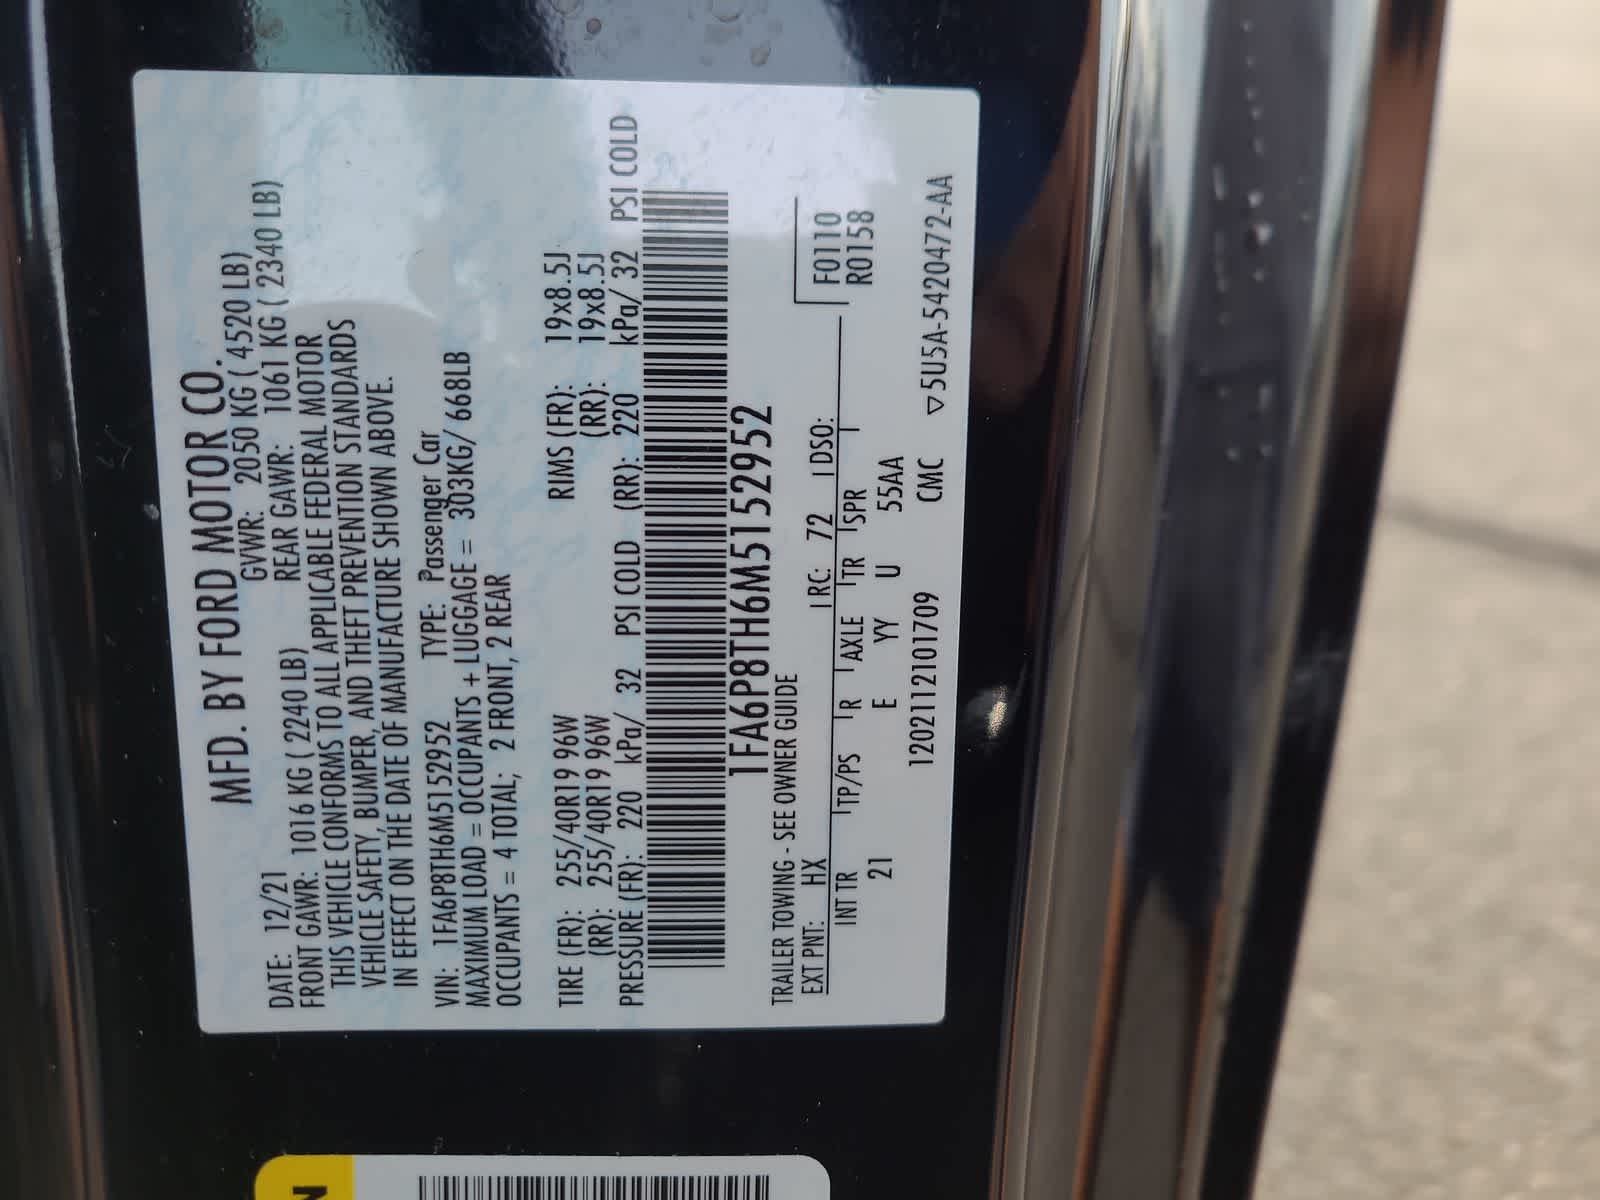 MFD. BY FORD MOTOR CO.
DATE: 12/21 GVWR: 2050 KG ( 4520 LB)
FRONT GAWR: 1016 KG ( 2240 LB) REAR GAWR: 1061 KG ( 2340 LB)
THIS VEHICLE CONFORMS TO ALL APPLICABLE FEDERAL MOTOR
VEHICLE SAFETY, BUMPER, AND THEFT PREVENTION STANDARDS
IN EFFECT ON THE DATE OF MANUFACTURE SHOWN ABOVE.
VIN: 1FA6P8TH6M5152952 TYPE: Passenger Car
MAXIMUM LOAD = OCCUPANTS + LUGGAGE = 303KG/ 668LB
OCCUPANTS = 4 TOTAL; 2 FRONT, 2 REAR
TIRE (FR): 255/40R19 96W RIMS (FR): 19x8.5J
(RR): 255/40R19 96W (RR): 19x8.5J
PRESSURE (FR): 220 kPa/ 32 PSI COLD (RR): 220 kPa/ 32 PSI COLD
1FA6P8TH6M5152952
TRAILER TOWING - SEE OWNER GUIDE
EXT PNT: HX RC: 72 DSO: F0110
R0158
INT TR TP/PS R AXLE TR SPR
21 E YY U 55AA
1202112101709 CMC ▽5U5A-5420472-AA
N